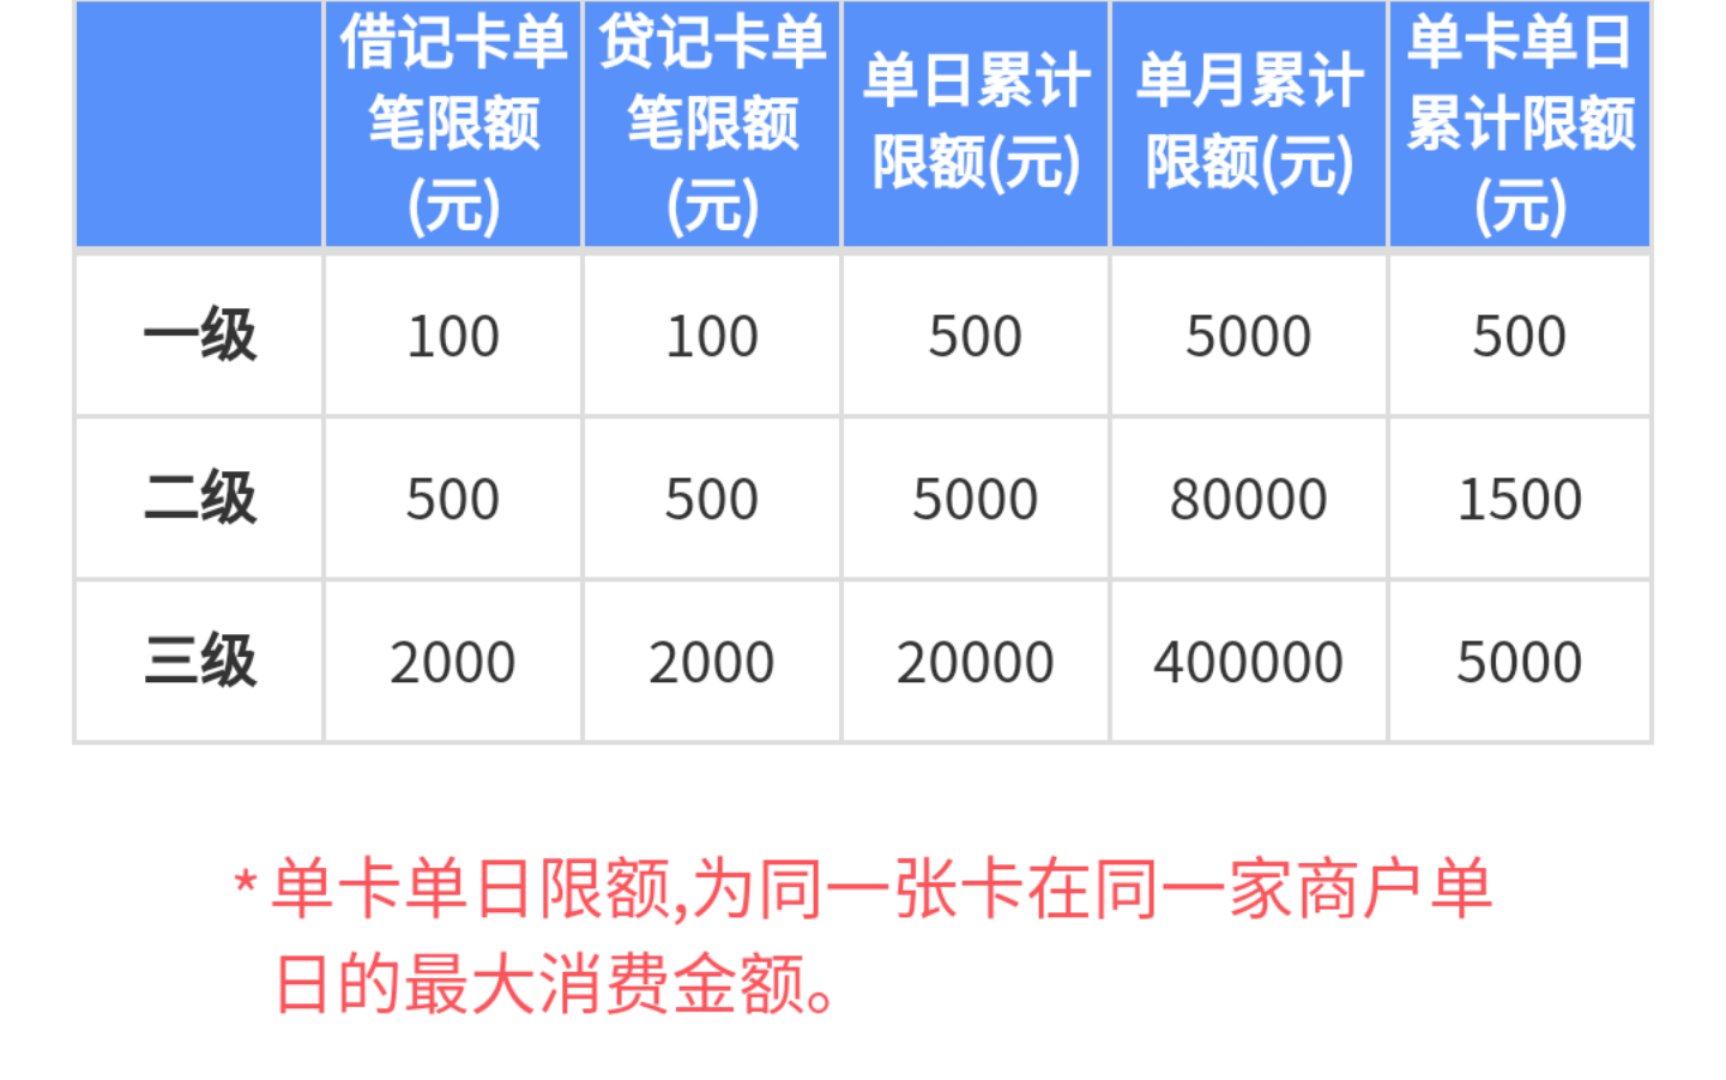 借记卡单笔限额(元) 贷记卡单笔限额(元) 单日累计限额(元) 单月累计限额(元) 单卡单日累计限额(元)
一级 100 100 500 5000 500
二级 500 500 5000 80000 1500
三级 2000 2000 20000 400000 5000
*单卡单日限额,为同一张卡在同一家商户单
日的最大消费金额。